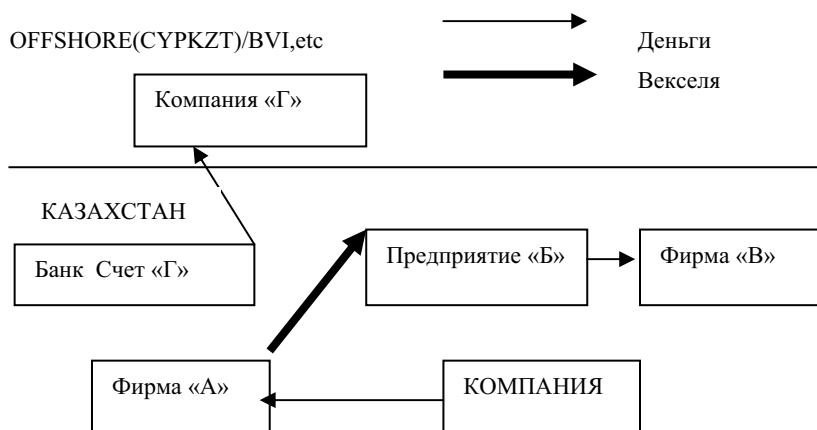 OFFSHORE(CYPKZT)/BVI,etc
Деньги
Векселя
Компания «Г»
КАЗАХСТАН
Банк Счет «Г»
Предприятие «Б»
Фирма «В»
Фирма «А»
КОМПАНИЯ